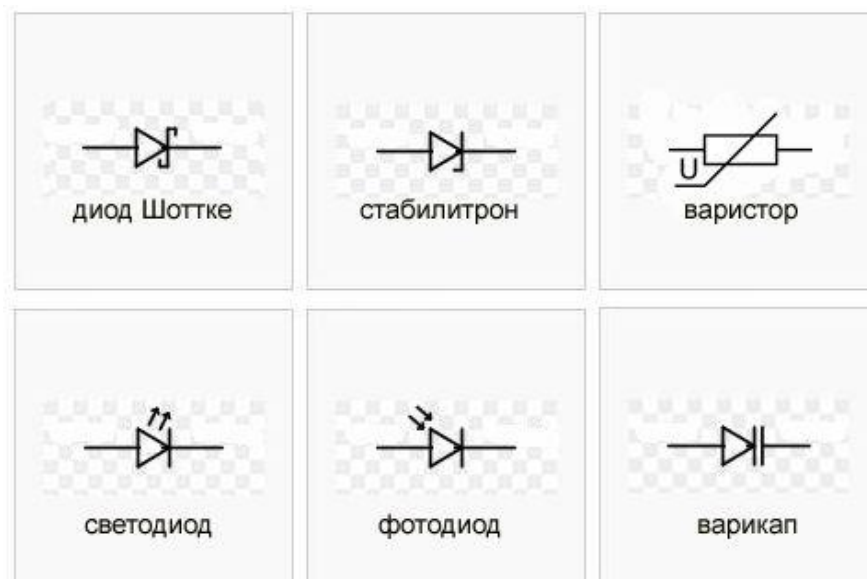 диод Шоттке
стабилитрон
U
варистор
светодиод
фотодиод
варикап